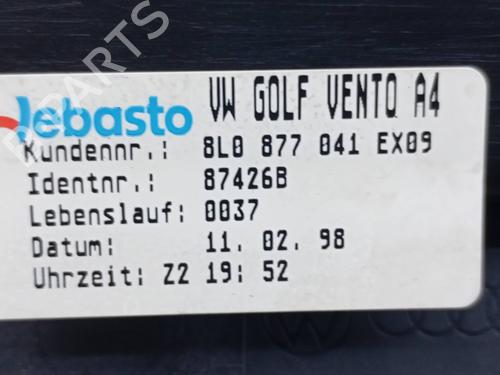 Webasto VW GOLF VENTO A4
Kundennr.: 8L0 877 041 EX09
Identnr.: 87426B
Lebenslauf: 0037
Datum: 11. 02. 98
Uhrzeit: Z2 19: 52